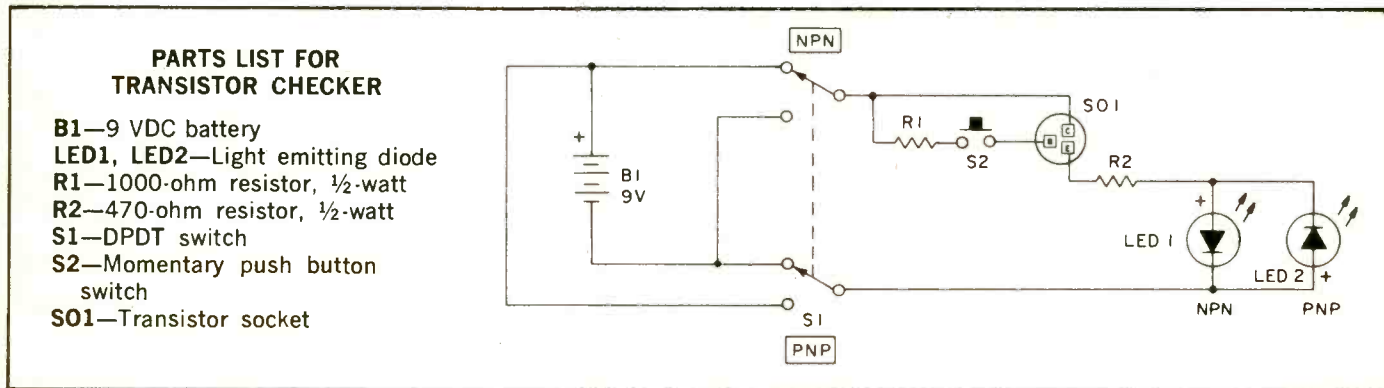 PARTS LIST FOR
TRANSISTOR CHECKER
B1—9 VDC battery
LED1, LED2—Light emitting diode
R1—1000-ohm resistor, ½-watt
R2—470-ohm resistor, ½-watt
S1—DPDT switch
S2—Momentary push button
switch
SO1—Transistor socket
NPN
+
B1
9V
R1
S2
SO1
C
B
E
R2
+
LED 1
LED 2 +
NPN PNP
S1
PNP